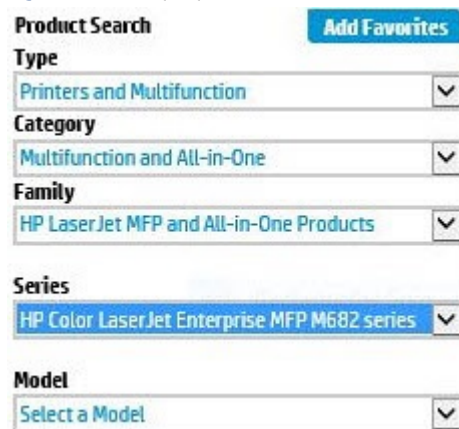 Product Search
Add Favorites
Type
Printers and Multifunction
Category
Multifunction and All-in-One
Family
HP LaserJet MFP and All-in-One Products
Series
HP Color LaserJet Enterprise MFP M682 series
Model
Select a Model